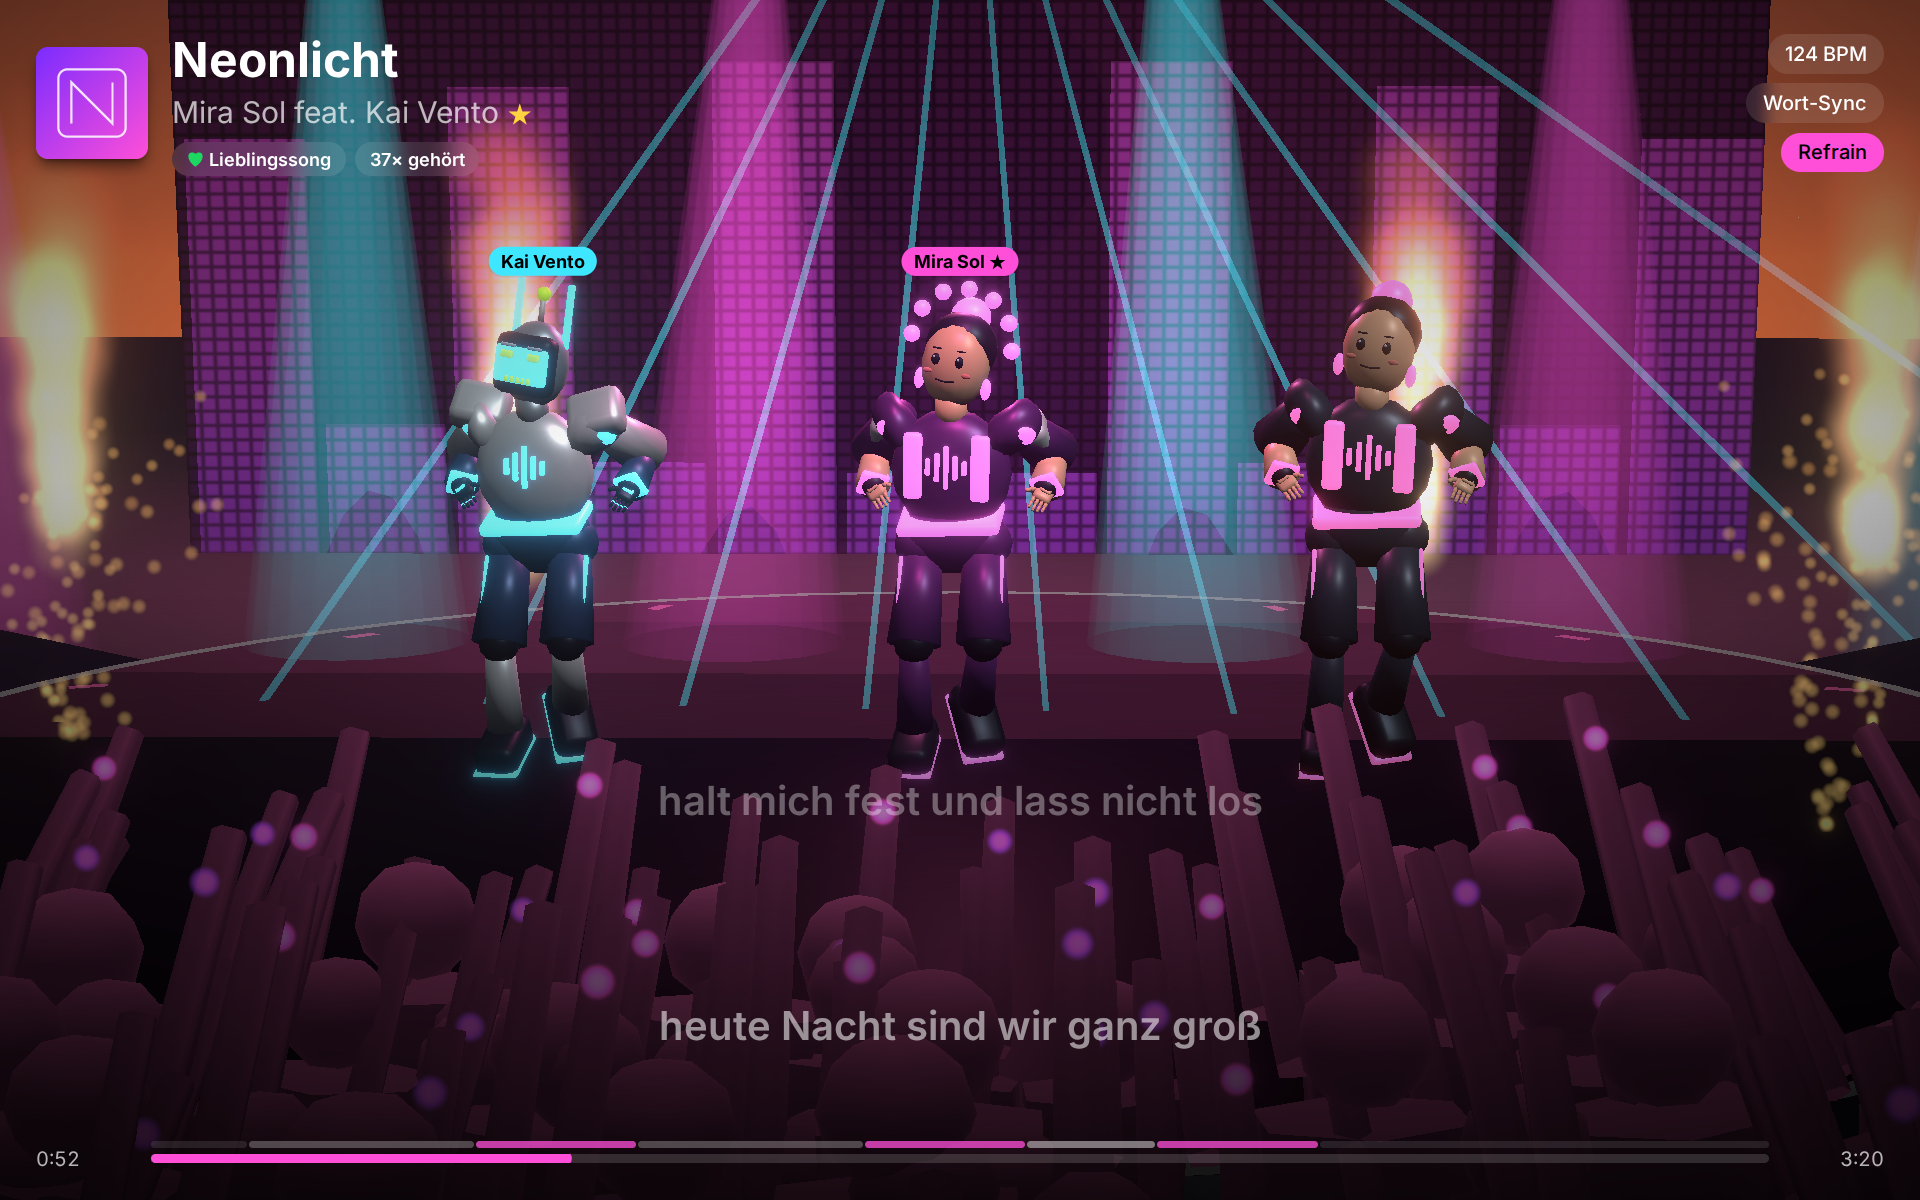 N
Neonlicht
Mira Sol feat. Kai Vento ★
Lieblingssong
37× gehört
124 BPM
Wort-Sync
Refrain
Kai Vento
Mira Sol ★
halt mich fest und lass nicht los
heute Nacht sind wir ganz groß
0:52
3:20